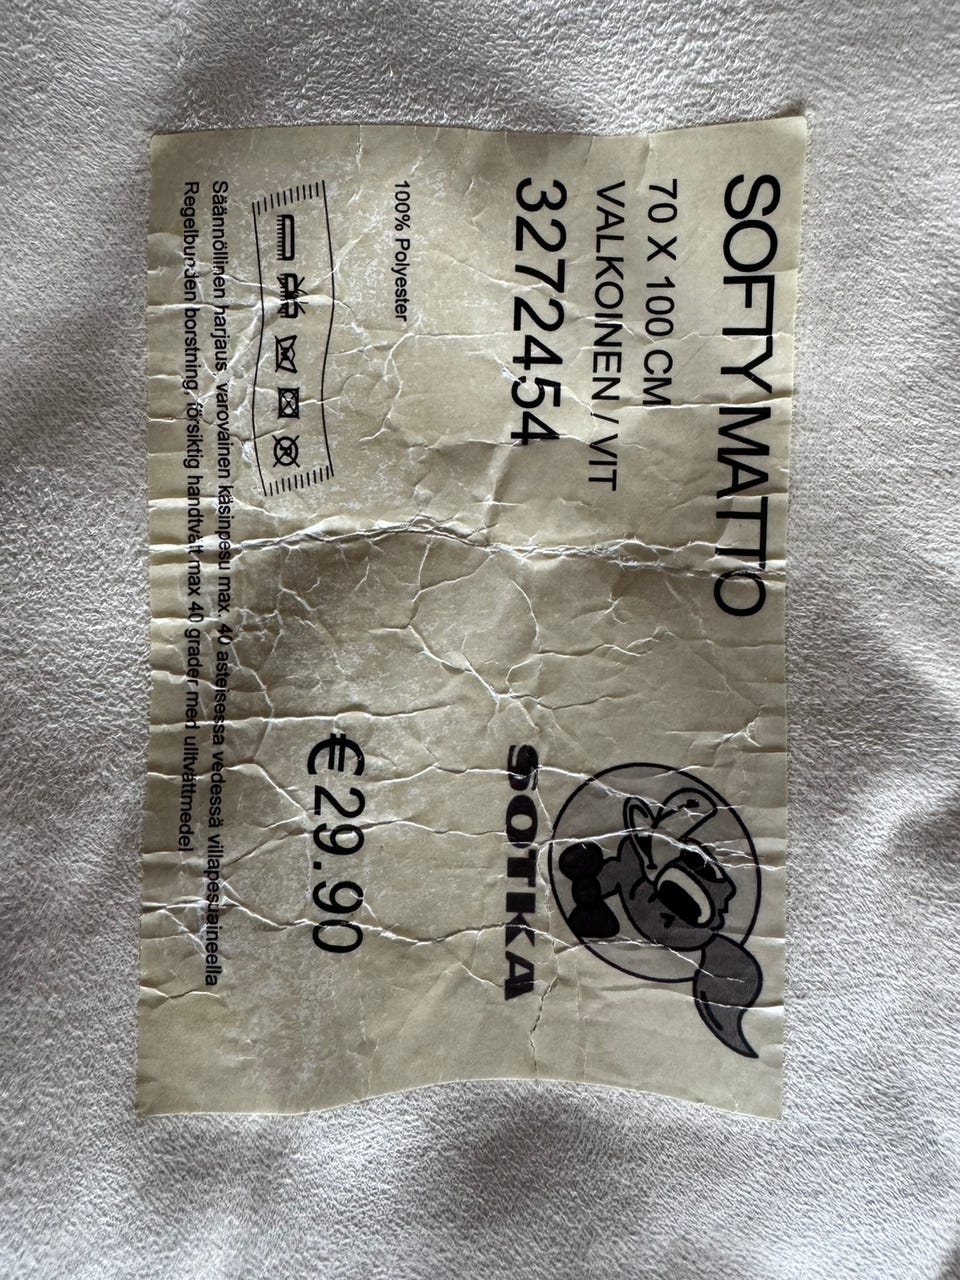 SOFTY MATTO
70 X 100 CM
VALKOINEN / VIT
3272454
SOTKA
100% Polyester
€29.90
Säännöllinen harjaus, varovainen käsinpesu max. 40 asteisessa vedessä villapesuaineella
Regelbunden borstning, försiktig handtvätt max 40 grader med ulltvättmedel